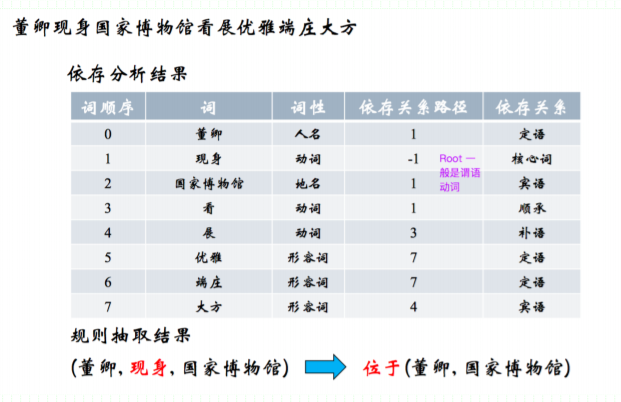 董卿现身国家博物馆看展优雅端庄大方
依存分析结果
词顺序 词 词性 依存关系路径 依存关系
0 董卿 人名 1 定语
1 现身 动词 -1 核心词
Root 一般是谓语动词
2 国家博物馆 地名 1 宾语
3 看 动词 1 顺承
4 展 动词 3 补语
5 优雅 形容词 7 定语
6 端庄 形容词 7 定语
7 大方 形容词 4 宾语
规则抽取结果
(董卿, 现身, 国家博物馆) 位于(董卿, 国家博物馆)